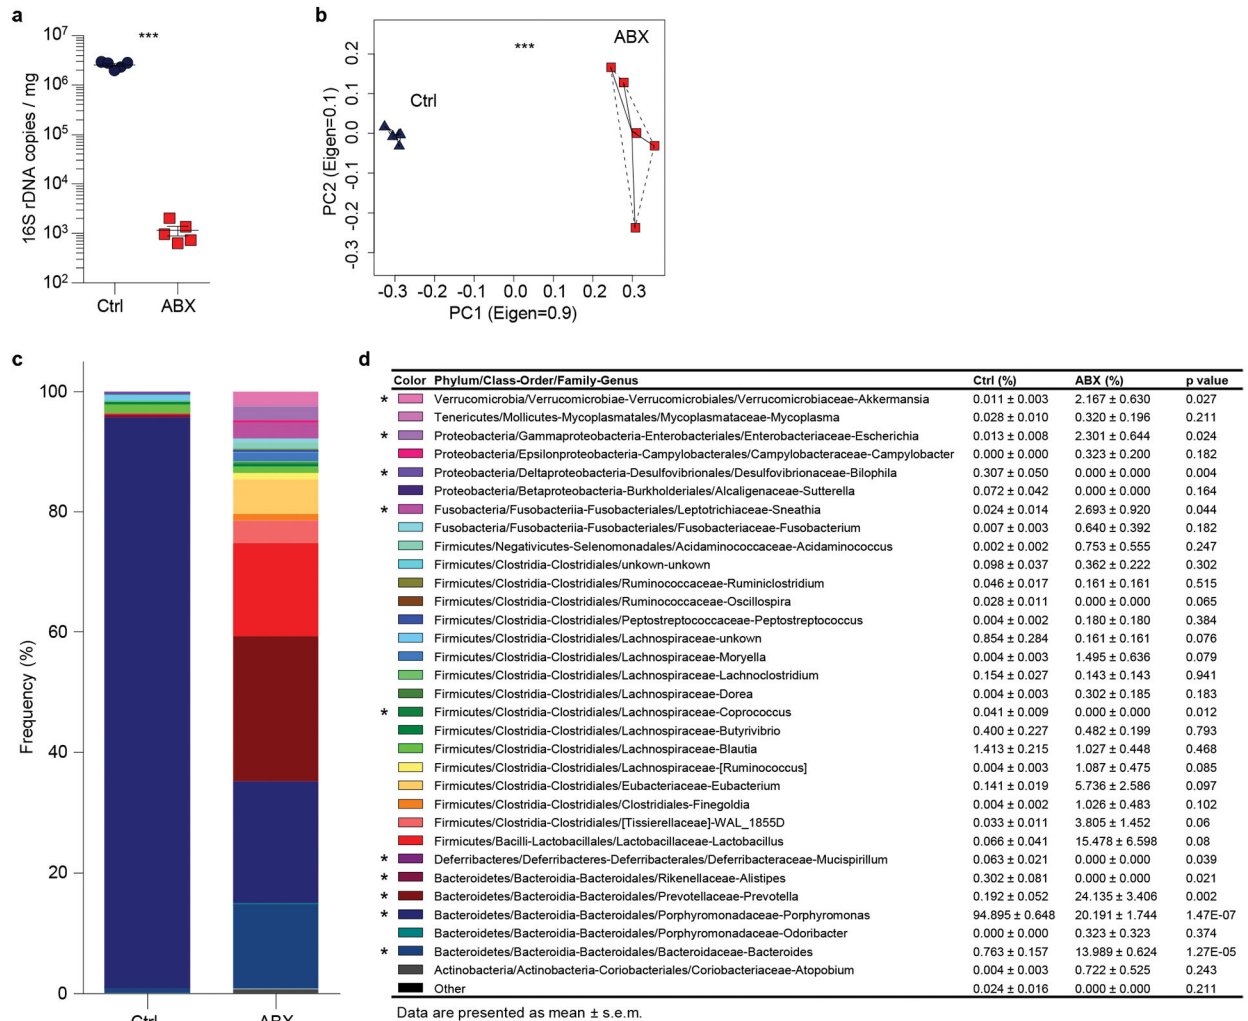 a
10^7
10^6
10^5
10^4
10^3
10^2
16S rDNA copies / mg
***
Ctrl
ABX
b
0.2
0.1
0.0
-0.1
-0.2
-0.3
PC2 (Eigen=0.1)
***
ABX
Ctrl
-0.3 -0.2 -0.1 0.0 0.1 0.2 0.3
PC1 (Eigen=0.9)
c
100
80
60
40
20
0
Frequency (%)
Ctrl
ABX
d
Color Phylum/Class-Order/Family-Genus Ctrl (%) ABX (%) p value
* Verrucomicrobia/Verrucomicrobiae-Verrucomicrobiales/Verrucomicrobiaceae-Akkermansia 0.011 ± 0.003 2.167 ± 0.630 0.027
Tenericutes/Mollicutes-Mycoplasmatales/Mycoplasmataceae-Mycoplasma 0.028 ± 0.010 0.320 ± 0.196 0.211
* Proteobacteria/Gammaproteobacteria-Enterobacteriales/Enterobacteriaceae-Escherichia 0.013 ± 0.008 2.301 ± 0.644 0.024
Proteobacteria/Epsilonproteobacteria-Campylobacterales/Campylobacteraceae-Campylobacter 0.000 ± 0.000 0.323 ± 0.200 0.182
* Proteobacteria/Deltaproteobacteria-Desulfovibrionales/Desulfovibrionaceae-Bilophila 0.307 ± 0.050 0.000 ± 0.000 0.004
Proteobacteria/Betaproteobacteria-Burkholderiales/Alcaligenaceae-Sutterella 0.072 ± 0.042 0.000 ± 0.000 0.164
* Fusobacteria/Fusobacteriia-Fusobacteriales/Leptotrichiaceae-Sneathia 0.024 ± 0.014 2.693 ± 0.920 0.044
Fusobacteria/Fusobacteriia-Fusobacteriales/Fusobacteriaceae-Fusobacterium 0.007 ± 0.003 0.640 ± 0.392 0.182
Firmicutes/Negativicutes-Selenomonadales/Acidaminococcaceae-Acidaminococcus 0.002 ± 0.002 0.753 ± 0.555 0.247
Firmicutes/Clostridia-Clostridiales/unkown-unkown 0.098 ± 0.037 0.362 ± 0.222 0.302
Firmicutes/Clostridia-Clostridiales/Ruminococcaceae-Ruminiclostridium 0.046 ± 0.017 0.161 ± 0.161 0.515
Firmicutes/Clostridia-Clostridiales/Ruminococcaceae-Oscillospira 0.028 ± 0.011 0.000 ± 0.000 0.065
Firmicutes/Clostridia-Clostridiales/Peptostreptococcaceae-Peptostreptococcus 0.004 ± 0.002 0.180 ± 0.180 0.384
Firmicutes/Clostridia-Clostridiales/Lachnospiraceae-unkown 0.854 ± 0.284 0.161 ± 0.161 0.076
Firmicutes/Clostridia-Clostridiales/Lachnospiraceae-Moryella 0.004 ± 0.003 1.495 ± 0.636 0.079
Firmicutes/Clostridia-Clostridiales/Lachnospiraceae-Lachnoclostridium 0.154 ± 0.027 0.143 ± 0.143 0.941
Firmicutes/Clostridia-Clostridiales/Lachnospiraceae-Dorea 0.004 ± 0.003 0.302 ± 0.185 0.183
* Firmicutes/Clostridia-Clostridiales/Lachnospiraceae-Coprococcus 0.041 ± 0.009 0.000 ± 0.000 0.012
Firmicutes/Clostridia-Clostridiales/Lachnospiraceae-Butyrivibrio 0.400 ± 0.227 0.482 ± 0.199 0.793
Firmicutes/Clostridia-Clostridiales/Lachnospiraceae-Blautia 1.413 ± 0.215 1.027 ± 0.448 0.468
Firmicutes/Clostridia-Clostridiales/Lachnospiraceae-[Ruminococcus] 0.004 ± 0.003 1.087 ± 0.475 0.085
Firmicutes/Clostridia-Clostridiales/Eubacteriaceae-Eubacterium 0.141 ± 0.019 5.736 ± 2.586 0.097
Firmicutes/Clostridia-Clostridiales/Clostridiales-Finegoldia 0.004 ± 0.002 1.026 ± 0.483 0.102
Firmicutes/Clostridia-Clostridiales/[Tissierellaceae]-WAL_1855D 0.033 ± 0.011 3.805 ± 1.452 0.06
Firmicutes/Bacilli-Lactobacillales/Lactobacillaceae-Lactobacillus 0.066 ± 0.041 15.478 ± 6.598 0.08
* Deferribacteres/Deferribacteres-Deferribacterales/Deferribacteraceae-Mucispirillum 0.063 ± 0.021 0.000 ± 0.000 0.039
* Bacteroidetes/Bacteroidia-Bacteroidales/Rikenellaceae-Alistipes 0.302 ± 0.081 0.000 ± 0.000 0.021
* Bacteroidetes/Bacteroidia-Bacteroidales/Prevotellaceae-Prevotella 0.192 ± 0.052 24.135 ± 3.406 0.002
* Bacteroidetes/Bacteroidia-Bacteroidales/Porphyromonadaceae-Porphyromonas 94.895 ± 0.648 20.191 ± 1.744 1.47E-07
Bacteroidetes/Bacteroidia-Bacteroidales/Porphyromonadaceae-Odoribacter 0.000 ± 0.000 0.323 ± 0.323 0.374
* Bacteroidetes/Bacteroidia-Bacteroidales/Bacteroidaceae-Bacteroides 0.763 ± 0.157 13.989 ± 0.624 1.27E-05
Actinobacteria/Actinobacteria-Coriobacteriales/Coriobacteriaceae-Atopobium 0.004 ± 0.003 0.722 ± 0.525 0.243
Other 0.024 ± 0.016 0.000 ± 0.000 0.211
Data are presented as mean ± s.e.m.